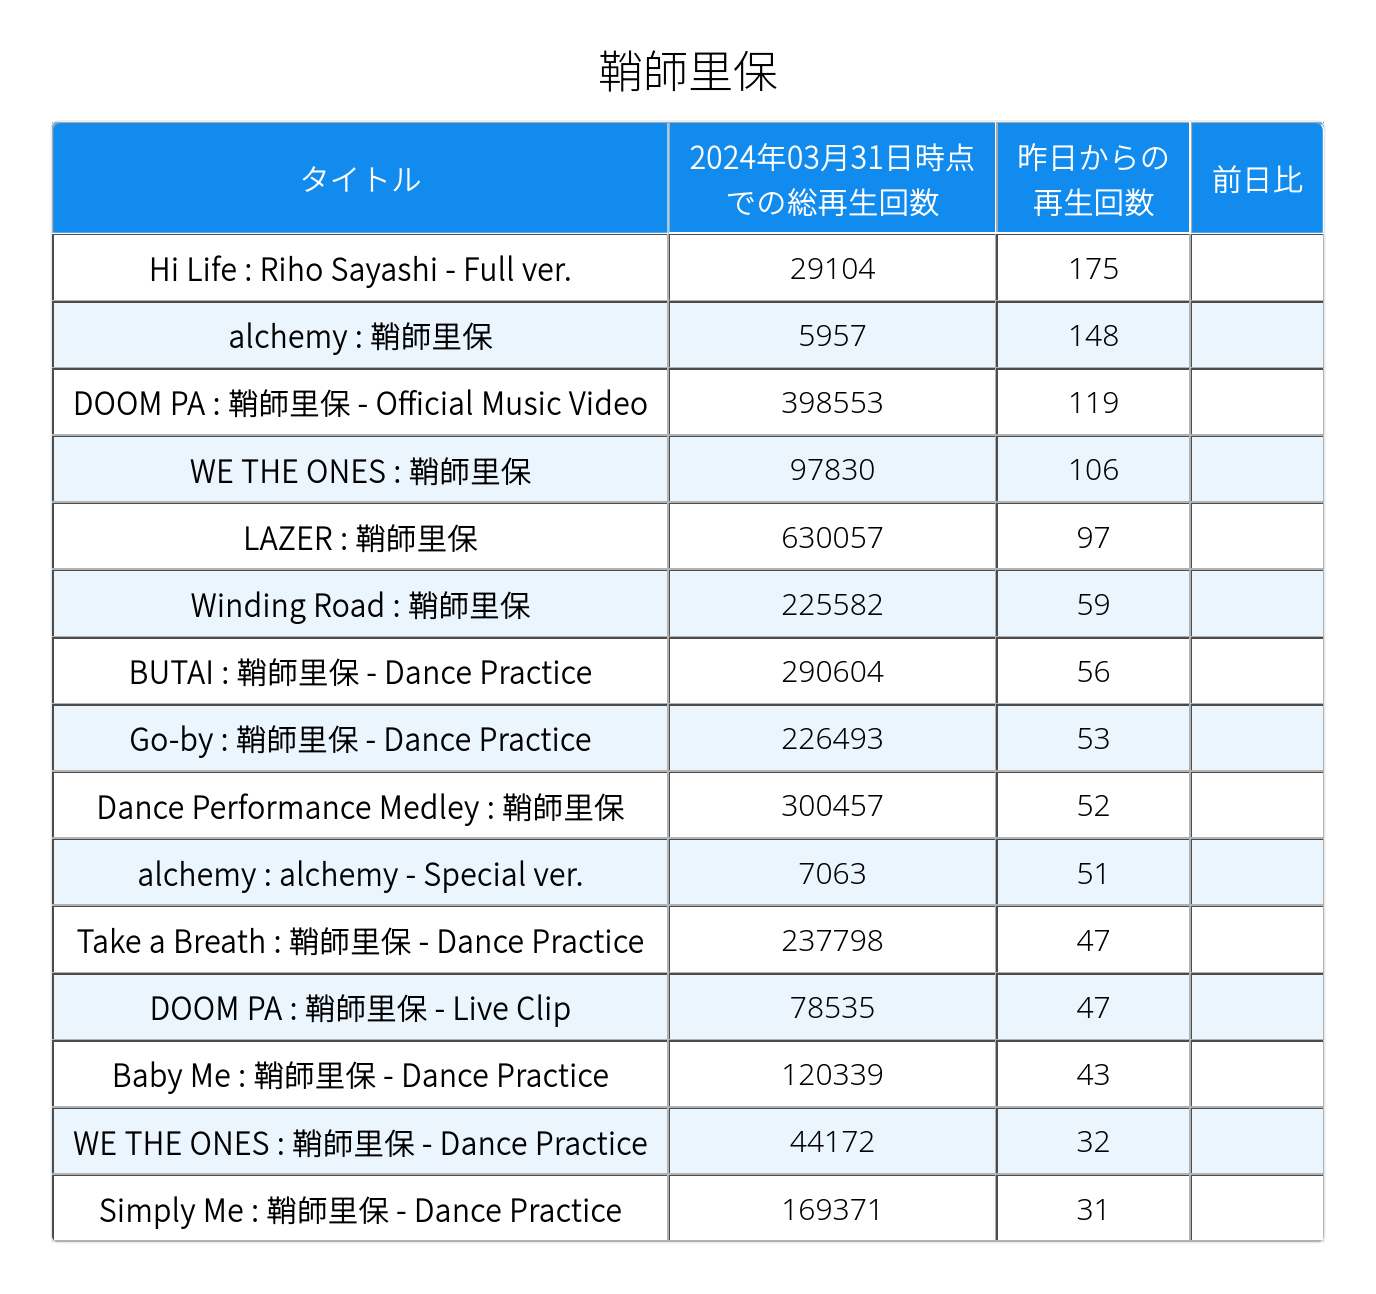 鞘師里保
タイトル 2024年03月31日時点 昨日からの 前日比
での総再生回数 再生回数
Hi Life : Riho Sayashi - Full ver. 29104 175
alchemy : 鞘師里保 5957 148
DOOM PA : 鞘師里保 - Official Music Video 398553 119
WE THE ONES : 鞘師里保 97830 106
LAZER : 鞘師里保 630057 97
Winding Road : 鞘師里保 225582 59
BUTAI : 鞘師里保 - Dance Practice 290604 56
Go-by : 鞘師里保 - Dance Practice 226493 53
Dance Performance Medley : 鞘師里保 300457 52
alchemy : alchemy - Special ver. 7063 51
Take a Breath : 鞘師里保 - Dance Practice 237798 47
DOOM PA : 鞘師里保 - Live Clip 78535 47
Baby Me : 鞘師里保 - Dance Practice 120339 43
WE THE ONES : 鞘師里保 - Dance Practice 44172 32
Simply Me : 鞘師里保 - Dance Practice 169371 31